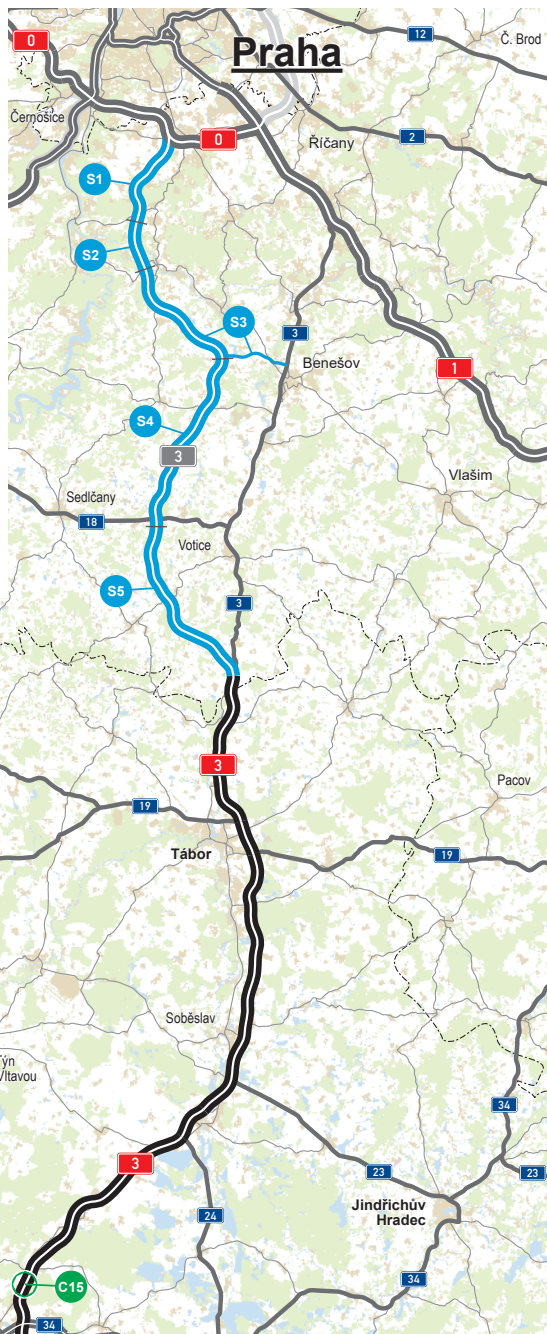 0
12
Praha
Č. Brod
Černošice
0
2
Říčany
S1
S2
S3
3
Benešov
1
S4
3
Vlašim
Sedlčany
18
Votice
S5
3
3
Pacov
19
Tábor
19
Soběslav
Týn
Vltavou
34
3
23
23
Jindřichův
Hradec
24
C15
34
34